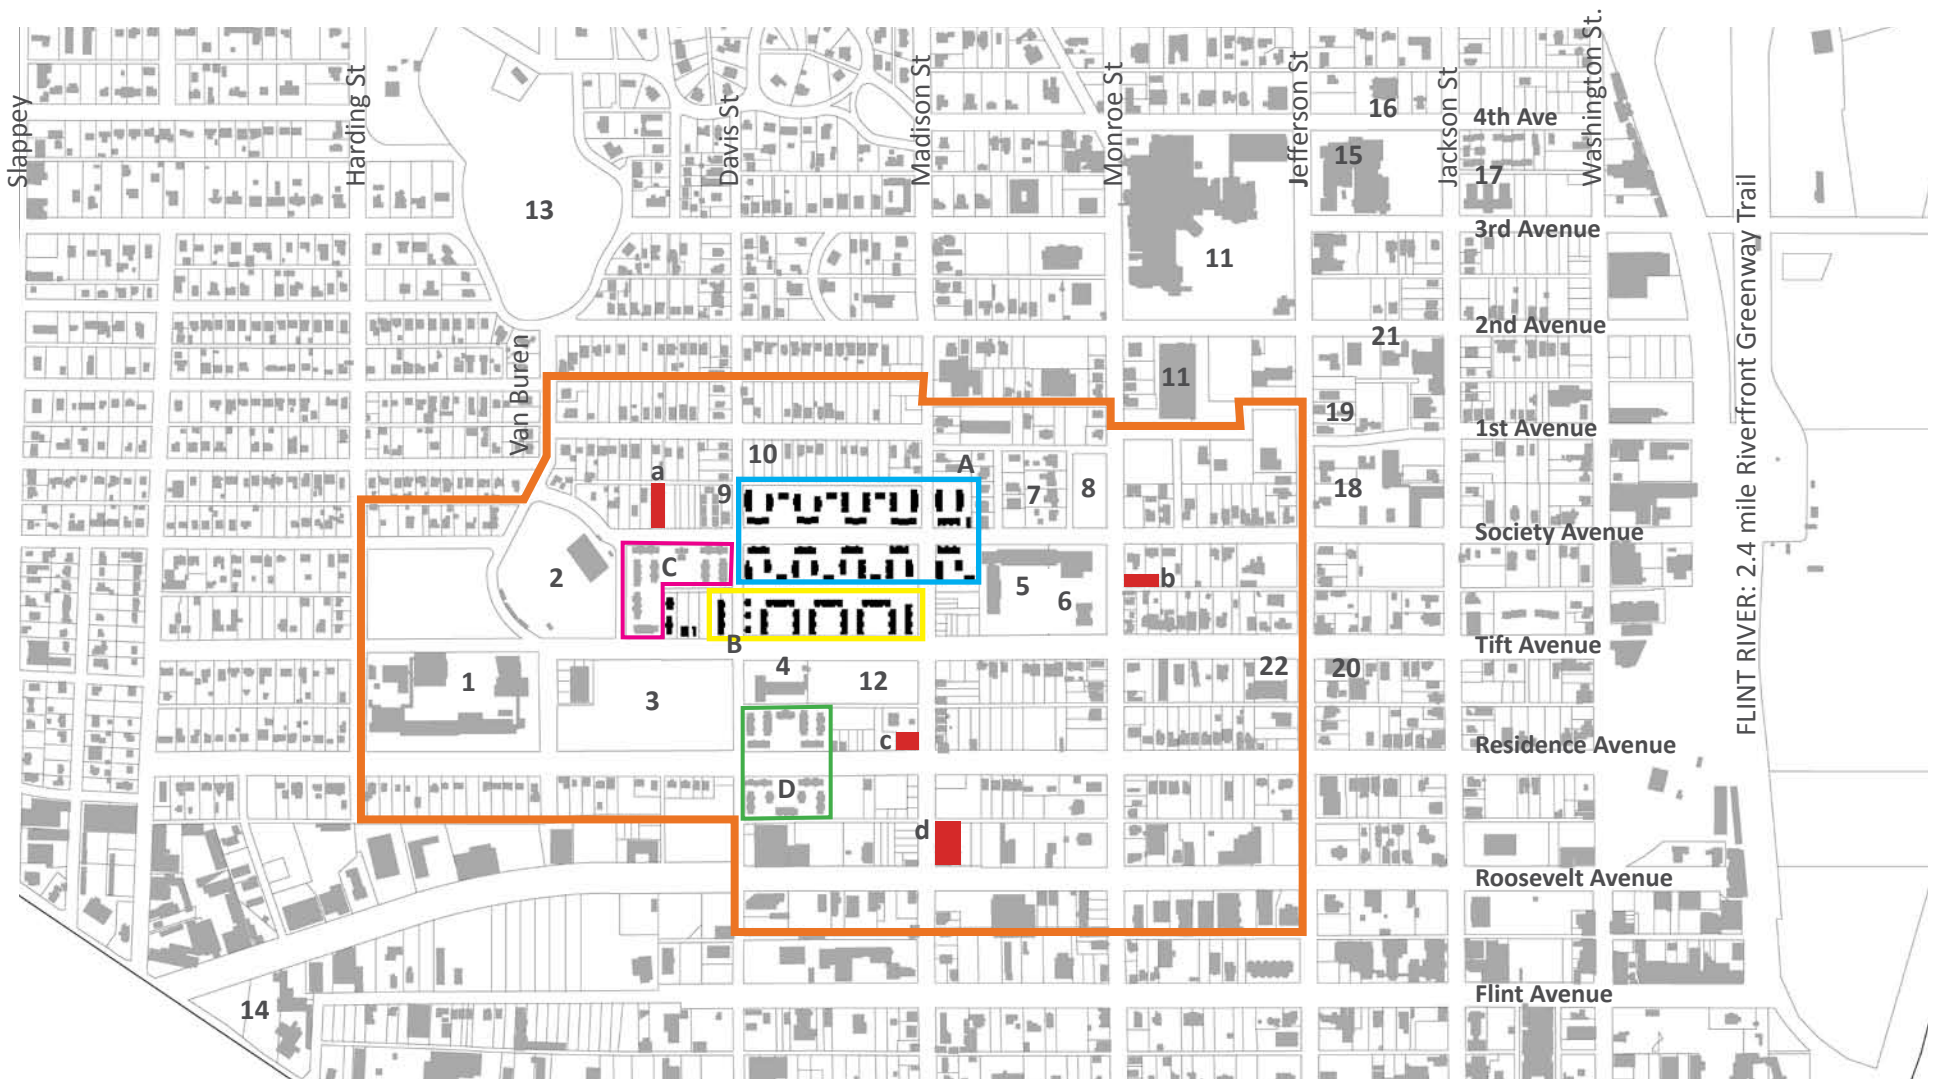 Slappey
Harding St
Van Buren
Davis St
Madison St
Monroe St
Jefferson St
Jackson St
Washington St.
16
4th Ave
15
17
13
3rd Avenue
11
FLINT RIVER: 2.4 mile Riverfront Greenway Trail
2nd Avenue
21
11
19
1st Avenue
10
A
a
9
7
8
18
Society Avenue
C
2
5
6
b
B
Tift Avenue
4
12
22
20
1
3
c
Residence Avenue
D
d
Roosevelt Avenue
Flint Avenue
14